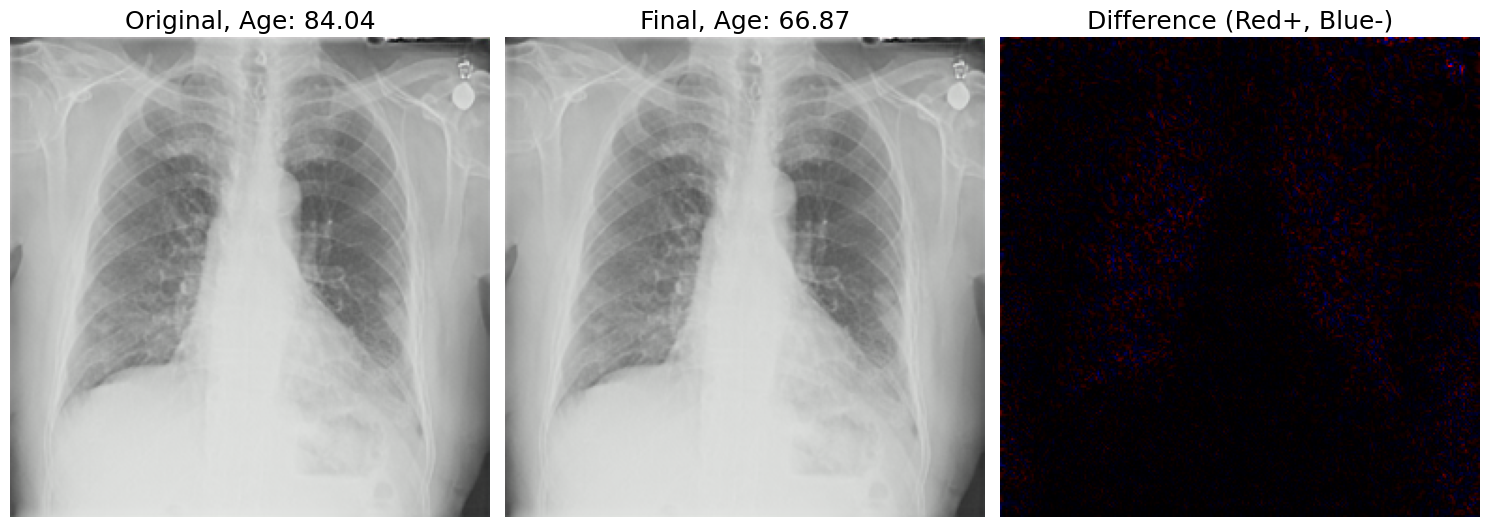 Original, Age: 84.04
Final, Age: 66.87
Difference (Red+, Blue-)